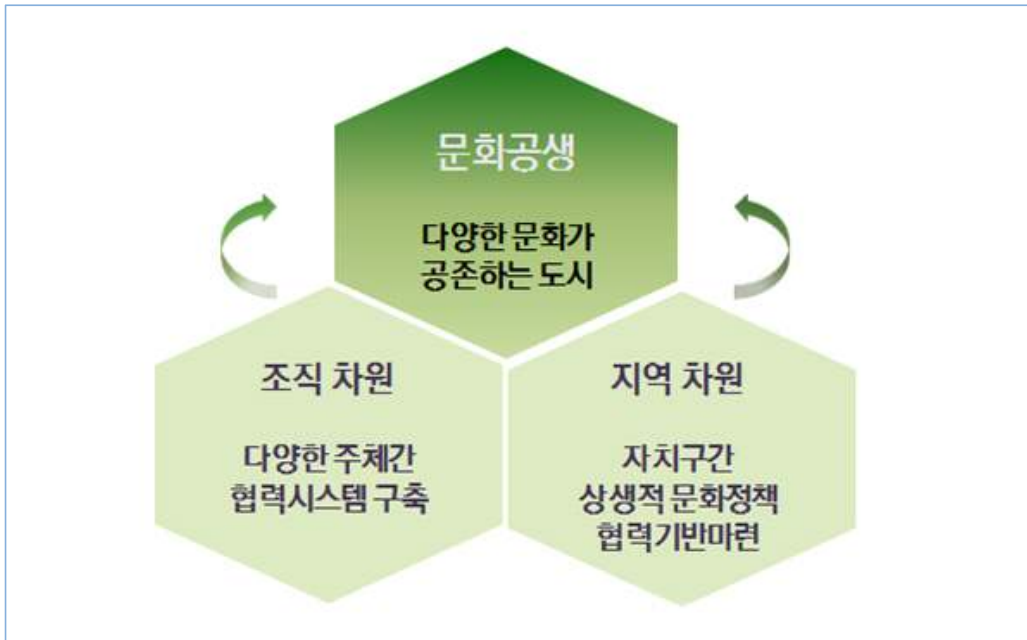 문화공생
다양한 문화가
공존하는 도시
조직 차원
다양한 주체간
협력시스템 구축
지역 차원
자치구간
상생적 문화정책
협력기반마련